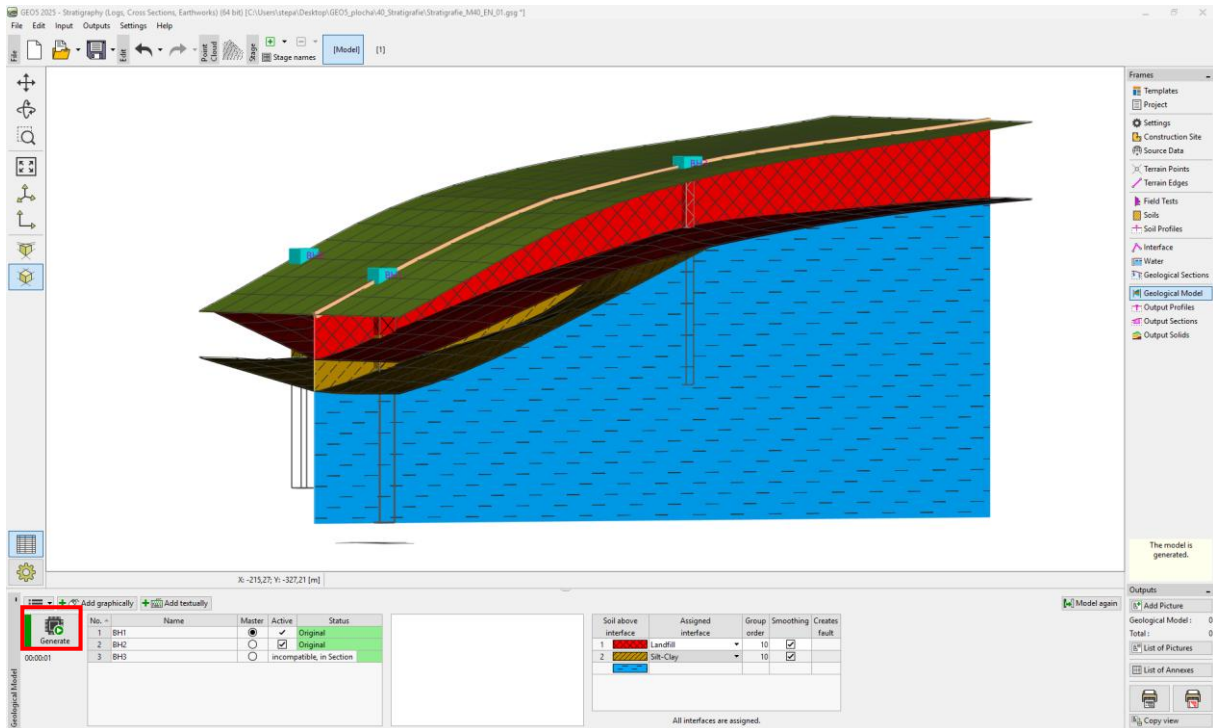 GEO5 2025 - Stratigraphy (Logs, Cross Sections, Earthworks) (64 bit) [C:\Users\stepa\Desktop\GEO5_plocha\40_Stratigrafie\Stratigrafie_M40_EN_01.gsg *]
File Edit Input Outputs Settings Help
File
Edit
Point Cloud
Stage
Stage names
[Model]
[1]
Frames
Templates
Project
Settings
Construction Site
Source Data
Terrain Points
Terrain Edges
Field Tests
Soils
Soil Profiles
Interface
Water
Geological Sections
Geological Model
Output Profiles
Output Sections
Output Solids
The model is
generated.
X: -215,27; Y: -327,21 [m]
Geological Model
Add graphically Add textually
Model again
Generate
00:00:01
No. Name Master Active Status
1 BH1 Original
2 BH2 Original
3 BH3 incompatible, in Section
Soil above interface Assigned interface Group order Smoothing Creates fault
1 Landfill 10
2 Silt-Clay 10
All interfaces are assigned.
Outputs
Add Picture
Geological Model : 0
Total : 0
List of Pictures
List of Annexes
Copy view